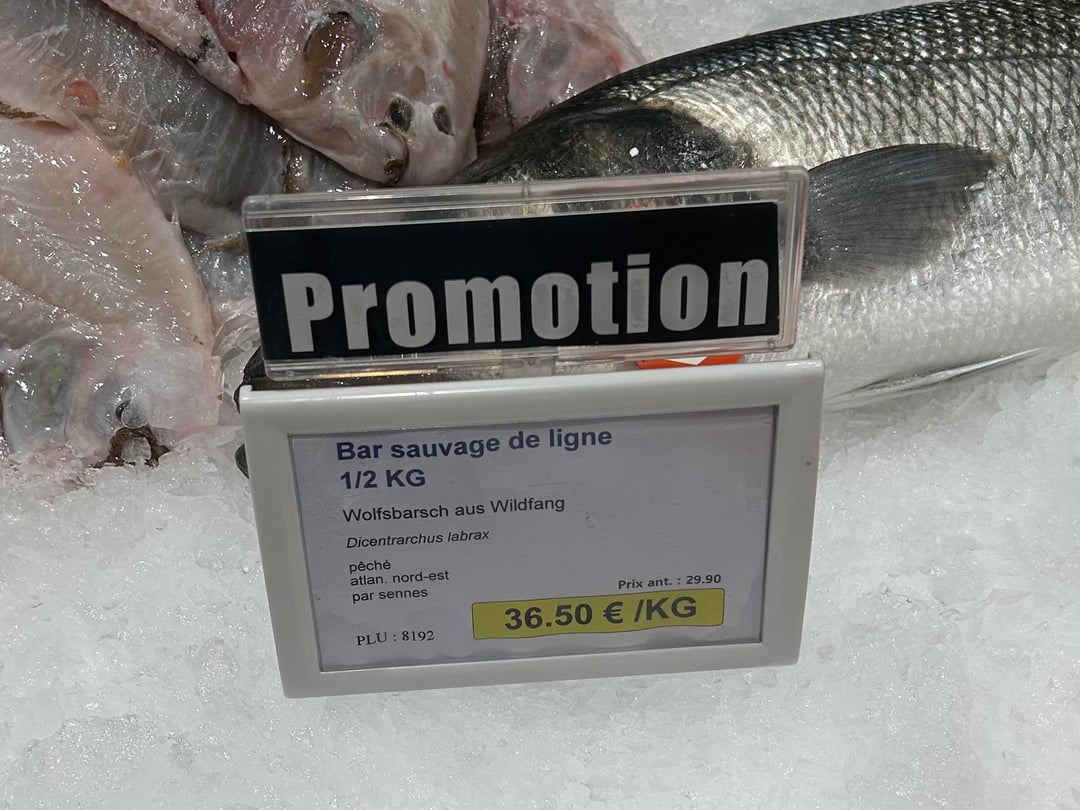 Promotion
Bar sauvage de ligne
1/2 KG
Wolfsbarsch aus Wildfang
Dicentrarchus labrax
pêché
atlan. nord-est
par sennes
Prix ant. : 29.90
36.50 € /KG
PLU : 8192